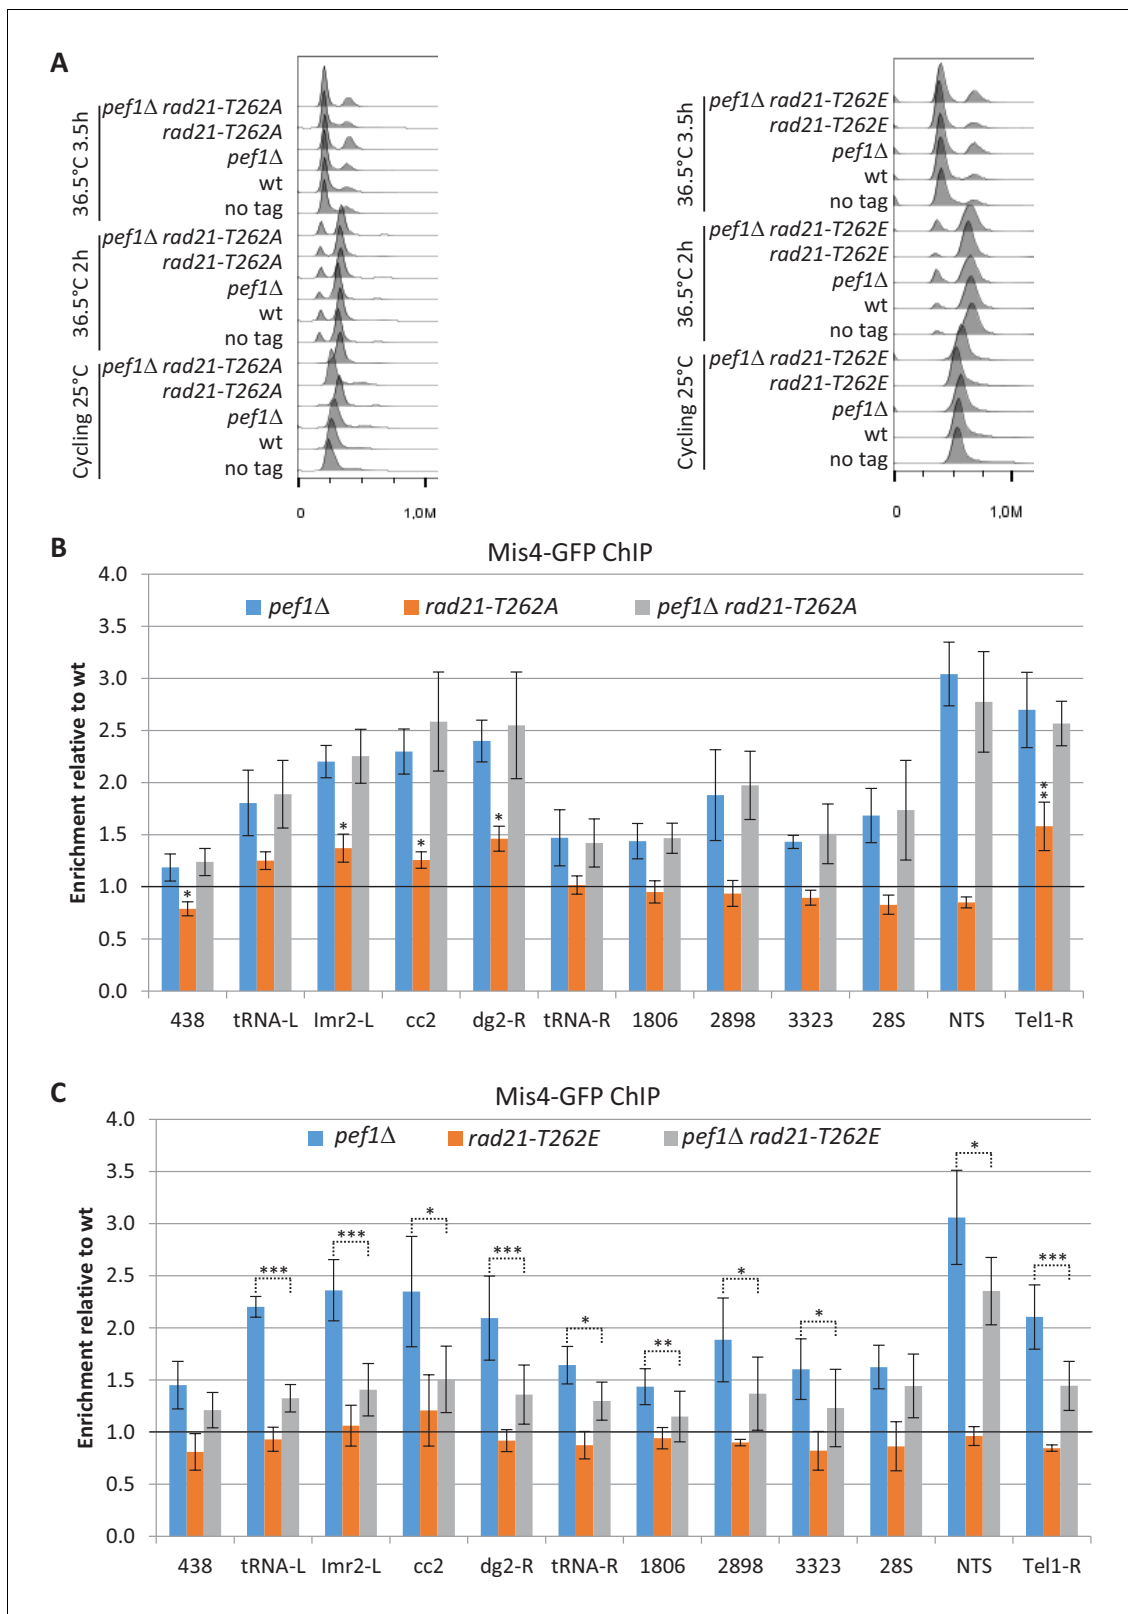 A
36.5°C 3.5h
pef1Δ rad21-T262A
rad21-T262A
pef1Δ
wt
no tag
36.5°C 2h
pef1Δ rad21-T262A
rad21-T262A
pef1Δ
wt
no tag
Cycling 25°C
pef1Δ rad21-T262A
rad21-T262A
pef1Δ
wt
no tag
0 1,0M
36.5°C 3.5h
pef1Δ rad21-T262E
rad21-T262E
pef1Δ
wt
no tag
36.5°C 2h
pef1Δ rad21-T262E
rad21-T262E
pef1Δ
wt
no tag
Cycling 25°C
pef1Δ rad21-T262E
rad21-T262E
pef1Δ
wt
no tag
0 1,0M
B
Mis4-GFP ChIP
pef1Δ rad21-T262A pef1Δ rad21-T262A
Enrichment relative to wt
4.0
3.5
3.0
2.5
2.0
1.5
1.0
0.5
0.0
* * * * **
438 tRNA-L Imr2-L cc2 dg2-R tRNA-R 1806 2898 3323 28S NTS Tel1-R
C
Mis4-GFP ChIP
pef1Δ rad21-T262E pef1Δ rad21-T262E
Enrichment relative to wt
4.0
3.5
3.0
2.5
2.0
1.5
1.0
0.5
0.0
*** *** * *** * ** * * * ***
438 tRNA-L Imr2-L cc2 dg2-R tRNA-R 1806 2898 3323 28S NTS Tel1-R